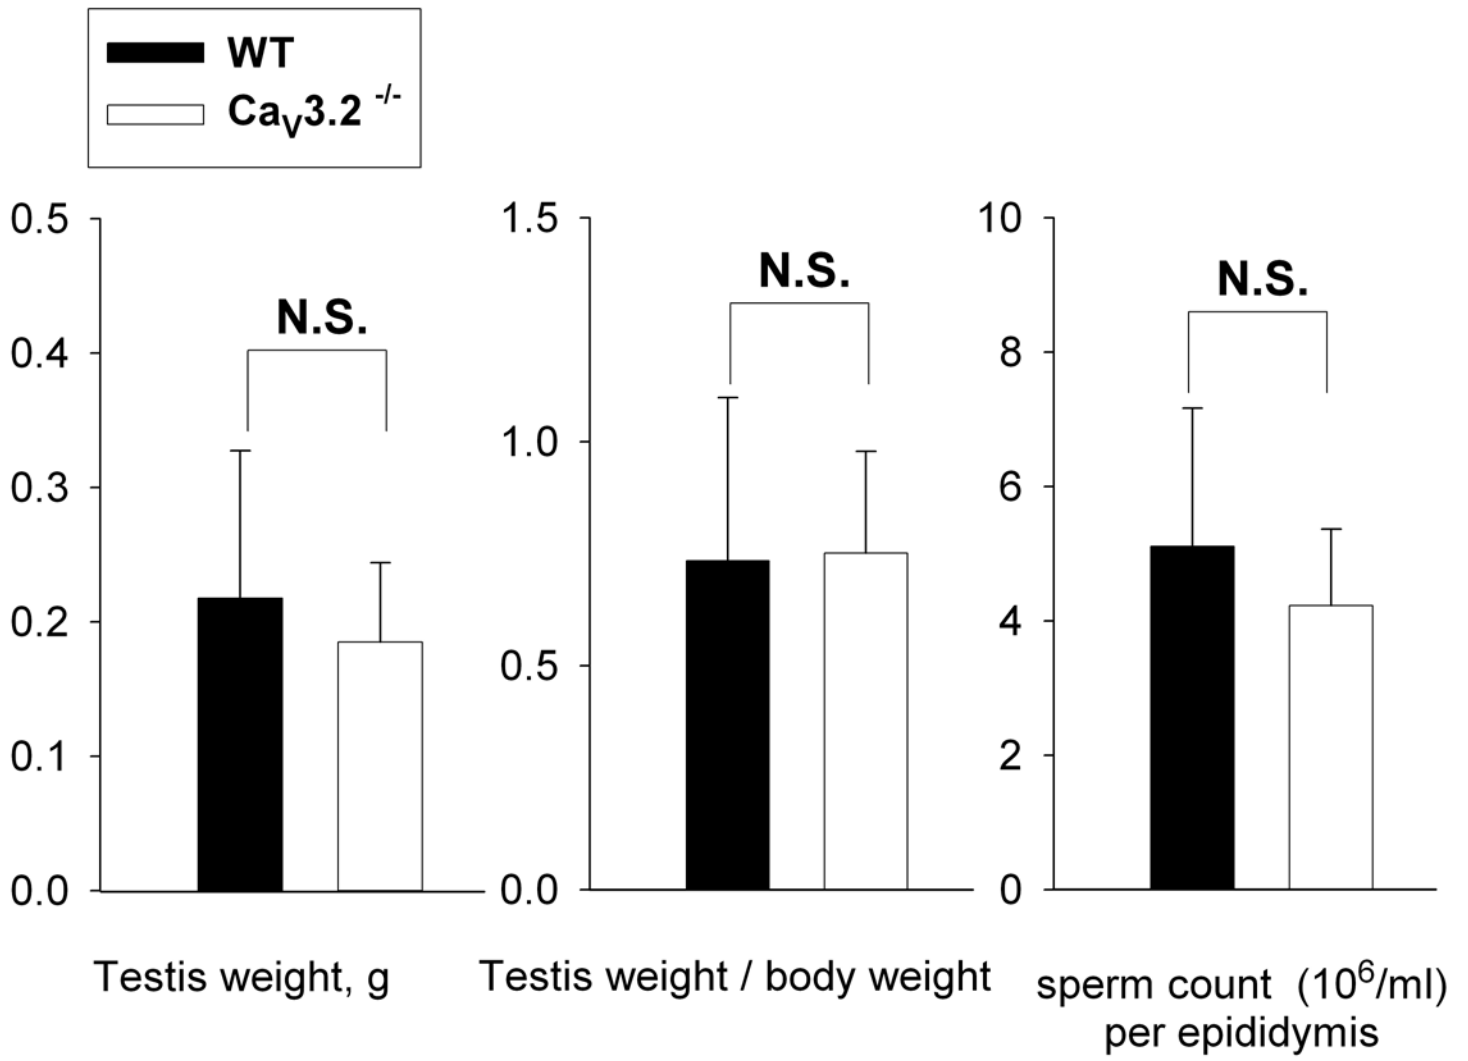 WT
CaV3.2 -/-
0.5
0.4
0.3
0.2
0.1
0.0
N.S.
Testis weight, g
1.5
1.0
0.5
0.0
N.S.
Testis weight / body weight
10
8
6
4
2
0
N.S.
sperm count (10⁶/ml)
per epididymis